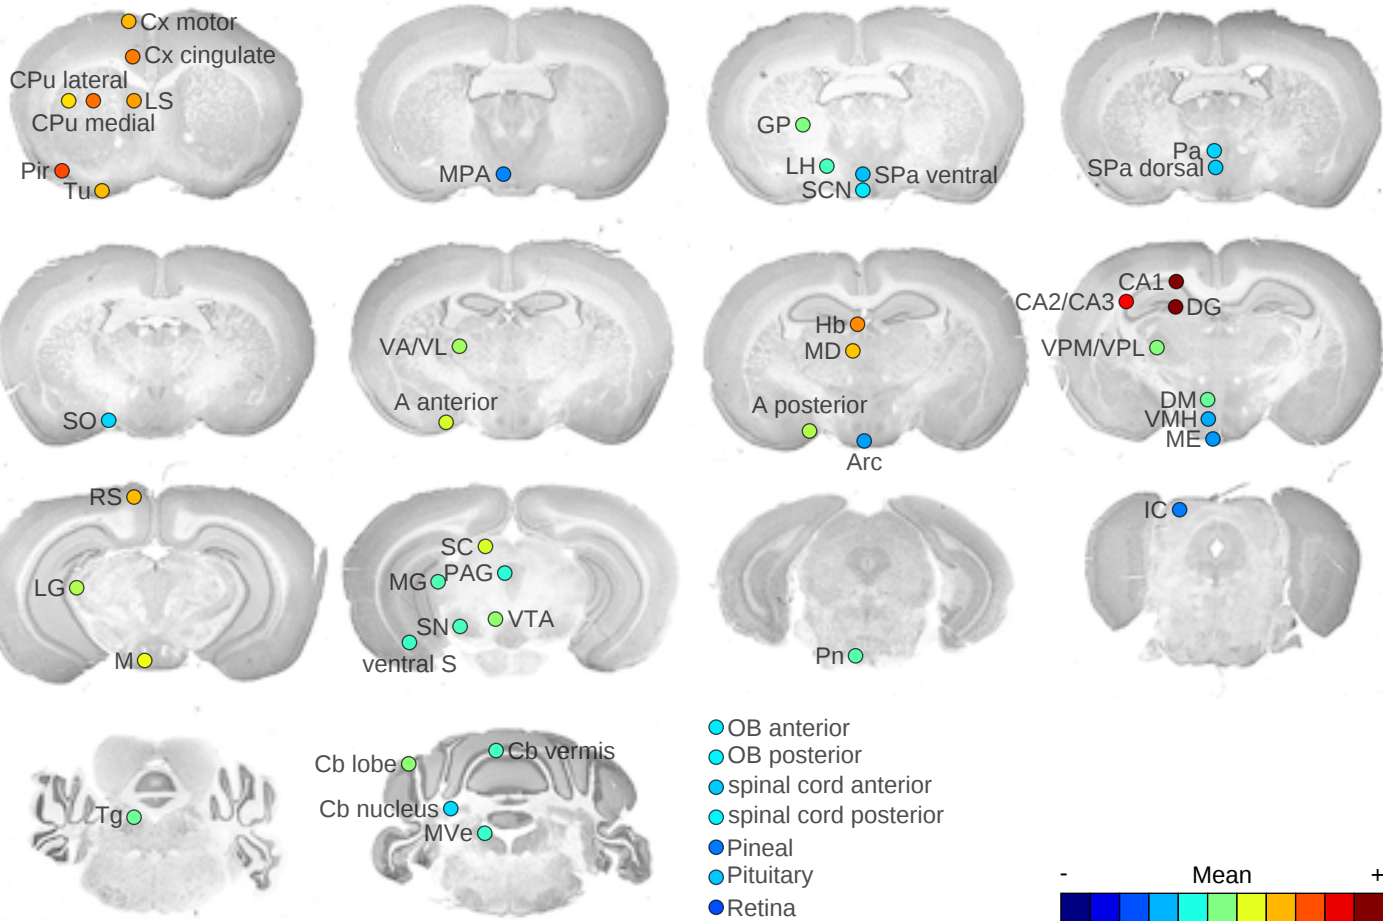 Cx motor
Cx cingulate
CPu lateral
LS
CPu medial
Pir
Tu
MPA
GP
LH
SPa ventral
SCN
Pa
SPa dorsal
SO
VA/VL
A anterior
Hb
MD
A posterior
Arc
CA1
CA2/CA3
DG
VPM/VPL
DM
VMH
ME
RS
LG
M
SC
MG
PAG
SN
VTA
ventral S
Pn
IC
Tg
Cb lobe
Cb vermis
Cb nucleus
MVe
OB anterior
OB posterior
spinal cord anterior
spinal cord posterior
Pineal
Pituitary
Retina
- Mean +